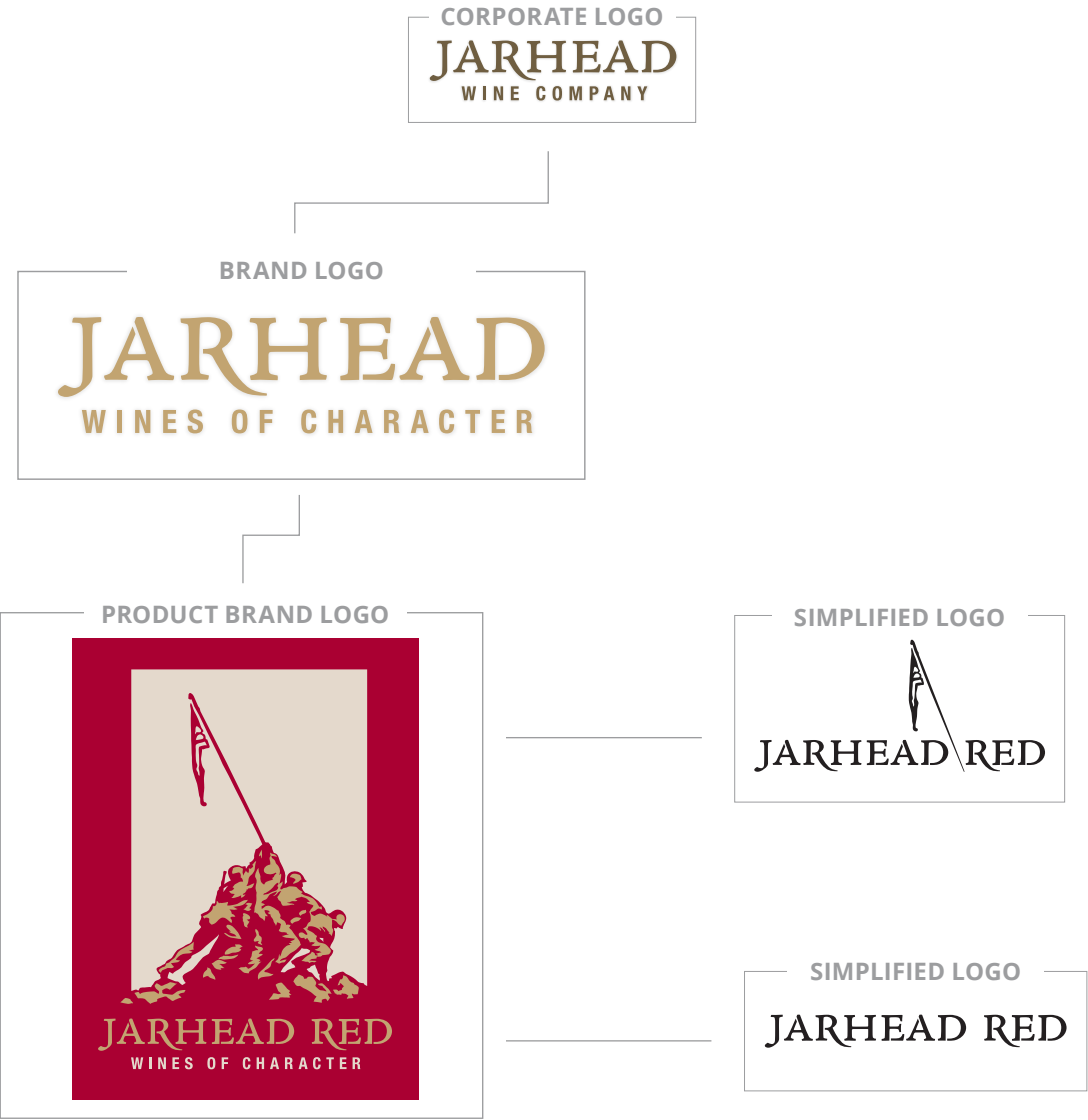 CORPORATE LOGO
JARHEAD
WINE COMPANY
BRAND LOGO
JARHEAD
WINES OF CHARACTER
PRODUCT BRAND LOGO
JARHEAD RED
WINES OF CHARACTER
SIMPLIFIED LOGO
JARHEAD RED
SIMPLIFIED LOGO
JARHEAD RED